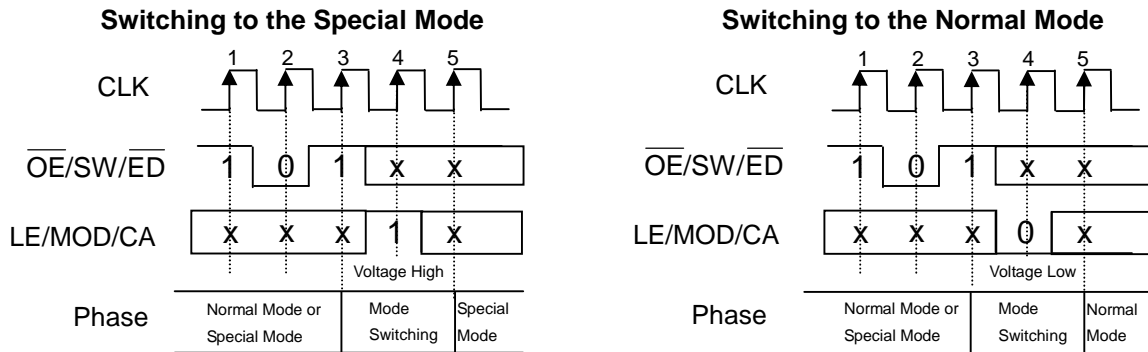 Switching to the Special Mode
1 2 3 4 5
CLK
OE/SW/ED 1 0 1 x x
LE/MOD/CA x x x 1 x
Voltage High
Phase
Normal Mode or Special Mode
Mode Switching
Special Mode
Switching to the Normal Mode
1 2 3 4 5
CLK
OE/SW/ED 1 0 1 x x
LE/MOD/CA x x x 0 x
Voltage Low
Phase
Normal Mode or Special Mode
Mode Switching
Normal Mode